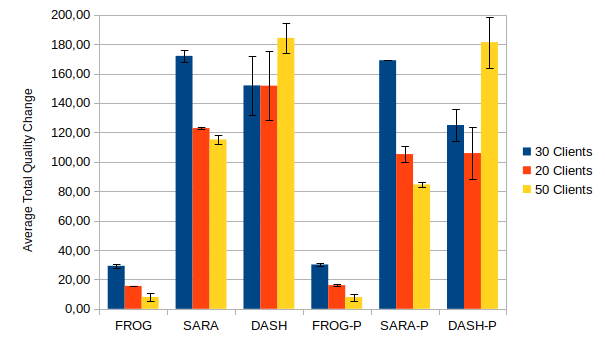 200,00
180,00
160,00
140,00
120,00
100,00
80,00
60,00
40,00
20,00
0,00
Average Total Quality Change
FROG SARA DASH FROG-P SARA-P DASH-P
30 Clients
20 Clients
50 Clients